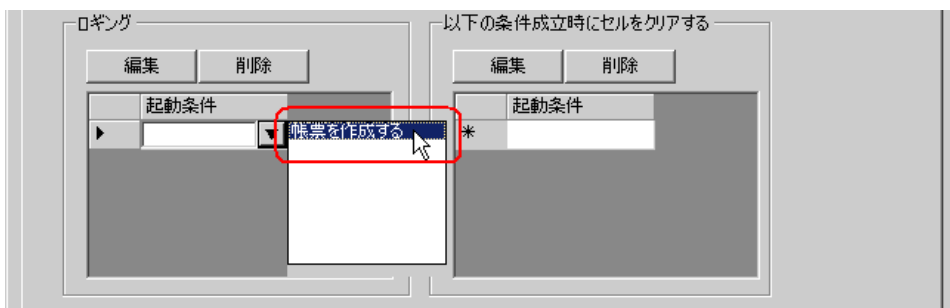 ロギング
編集
削除
起動条件
帳票を作成する
以下の条件成立時にセルをクリアする
編集
削除
起動条件
*